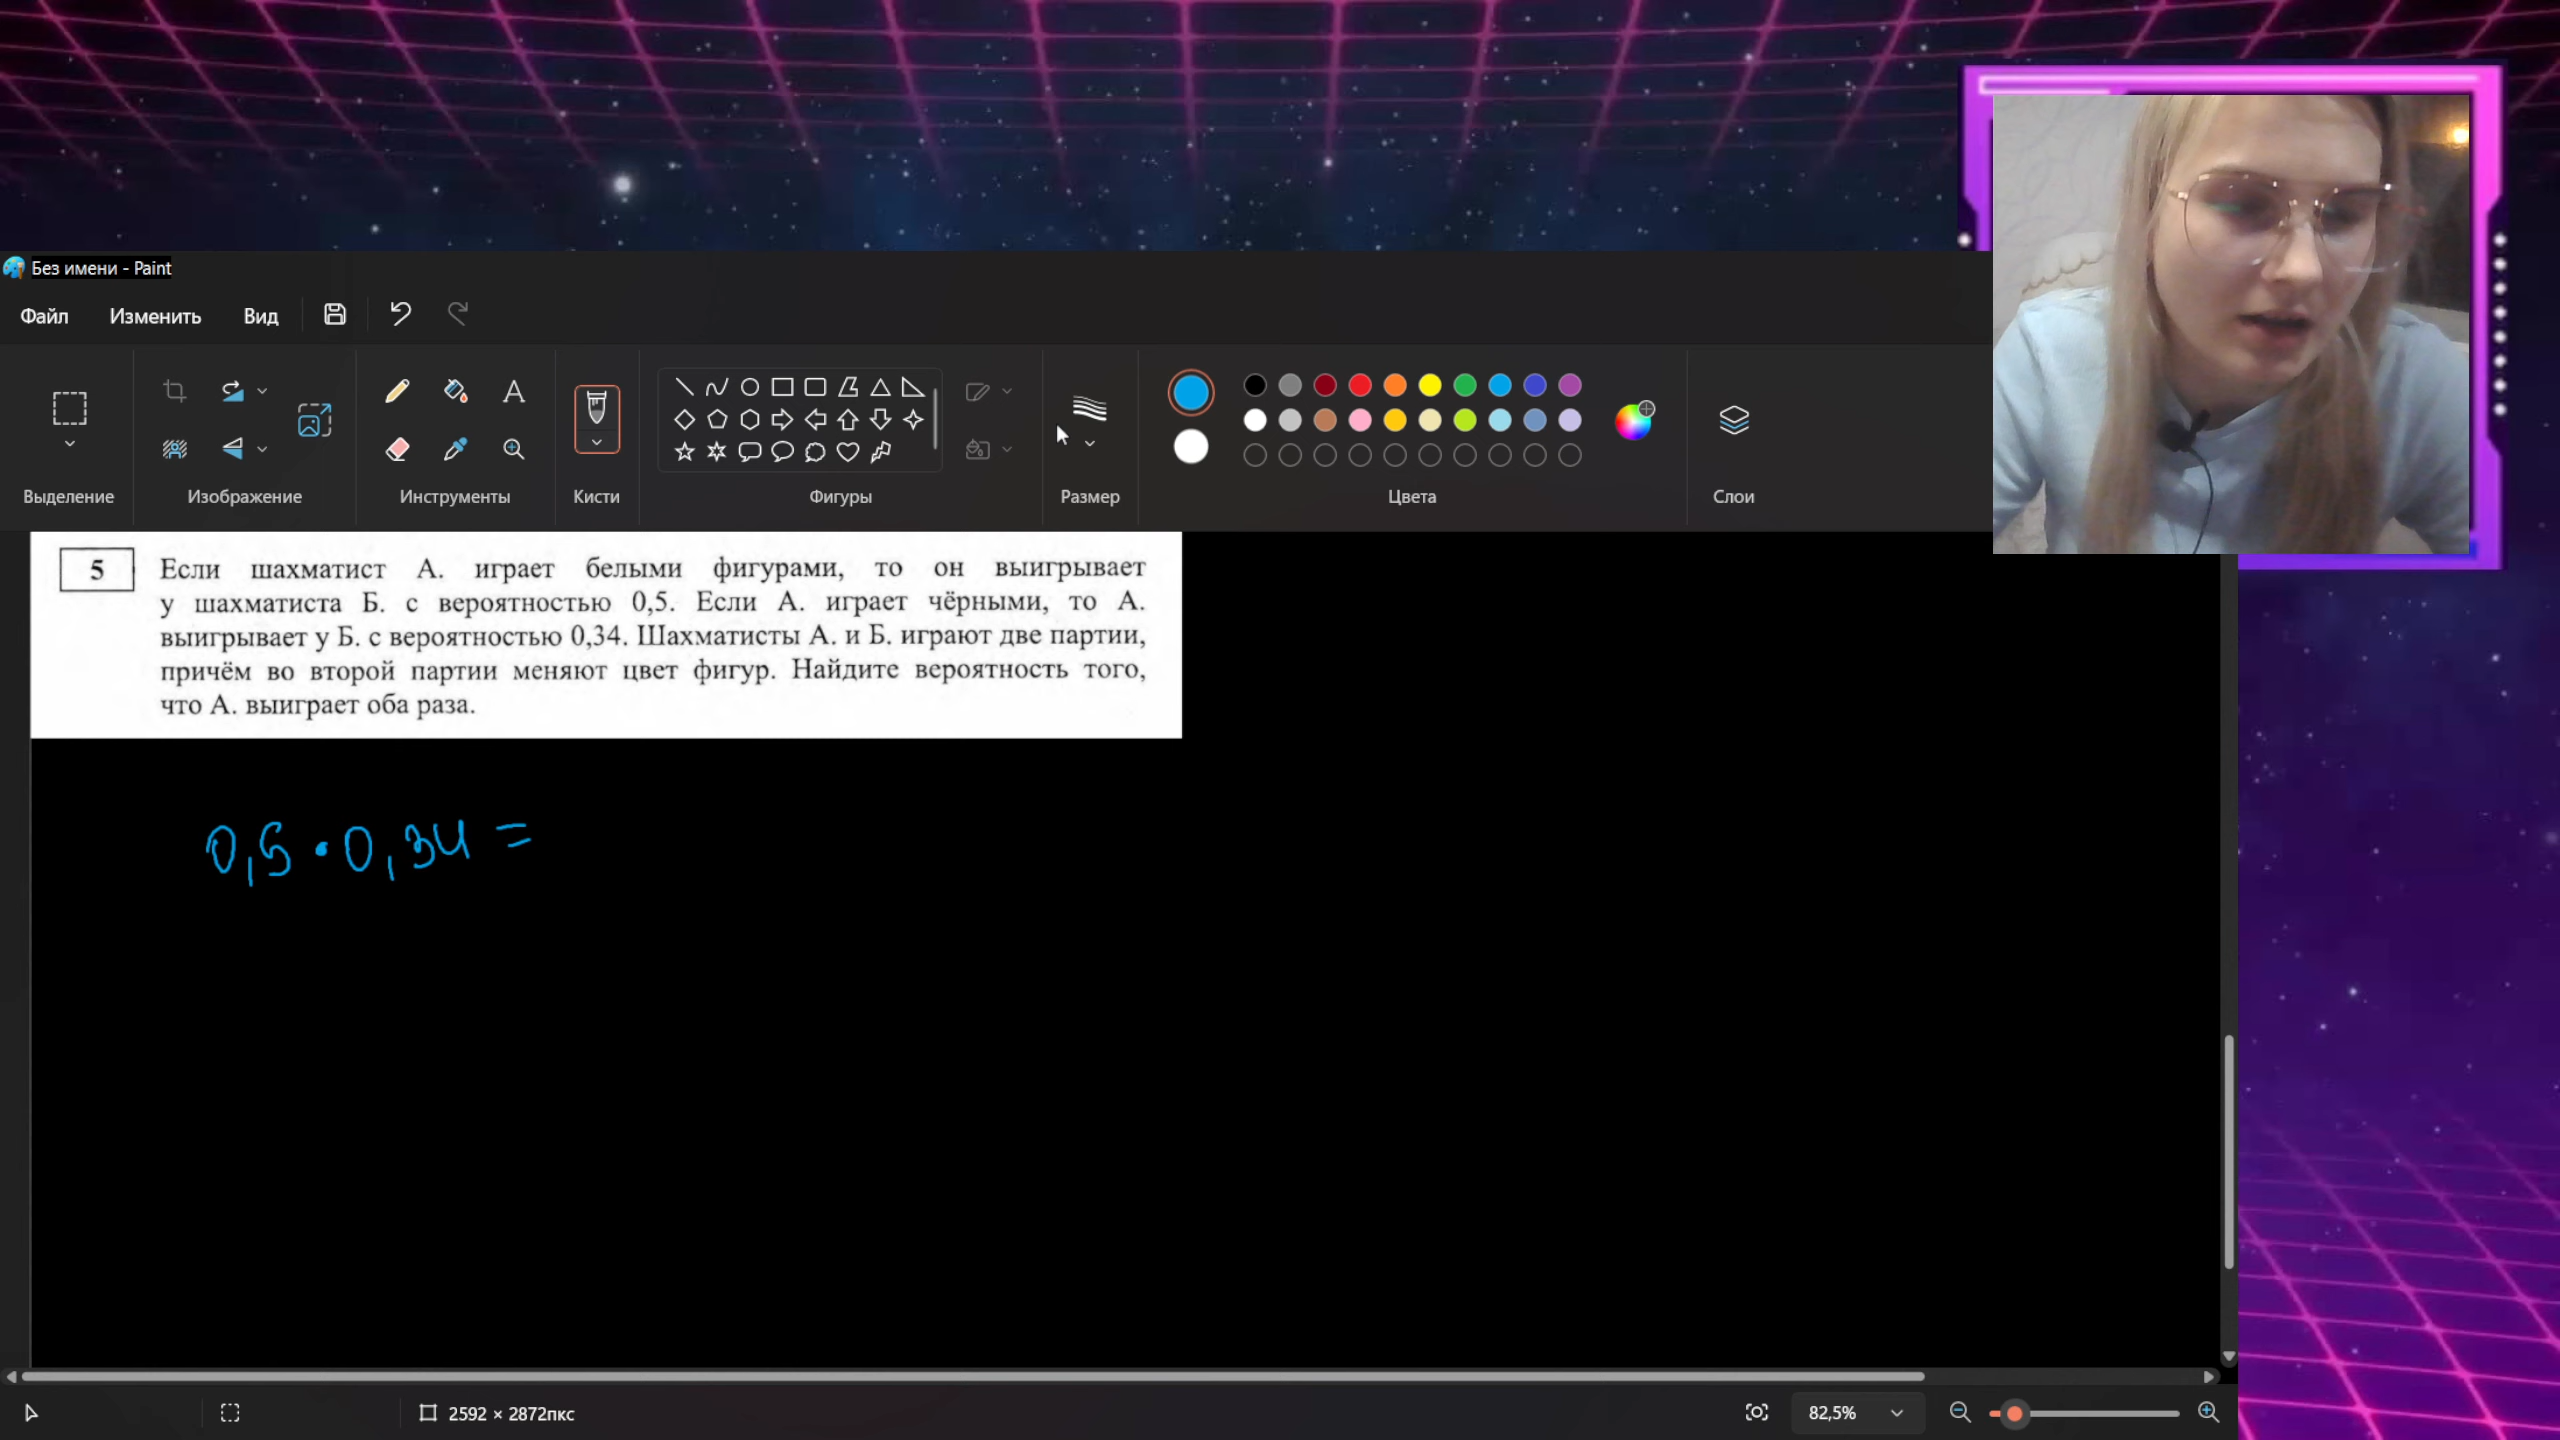 Без имени - Paint
Файл Изменить Вид
Выделение Изображение Инструменты Кисти Фигуры Размер Цвета Слои
5 Если шахматист А. играет белыми фигурами, то он выигрывает
у шахматиста Б. с вероятностью 0,5. Если А. играет чёрными, то А.
выигрывает у Б. с вероятностью 0,34. Шахматисты А. и Б. играют две партии,
причём во второй партии меняют цвет фигур. Найдите вероятность того,
что А. выиграет оба раза.
0,5 • 0,34 =
2592 × 2872пкс 82,5%